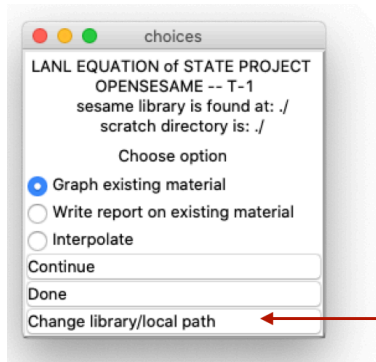 choices
LANL EQUATION of STATE PROJECT
OPENSESAME -- T-1
sesame library is found at: ./
scratch directory is: ./
Choose option
Graph existing material
Write report on existing material
Interpolate
Continue
Done
Change library/local path